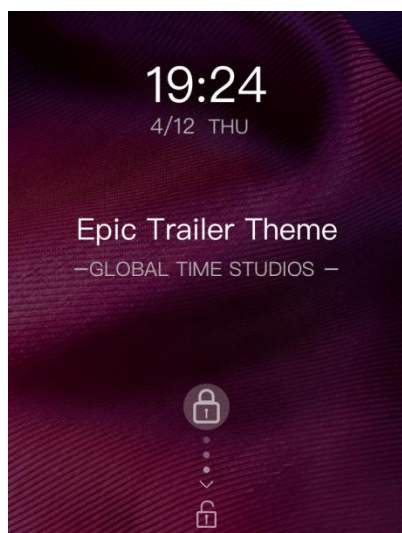 19:24
4/12 THU
Epic Trailer Theme
—GLOBAL TIME STUDIOS —